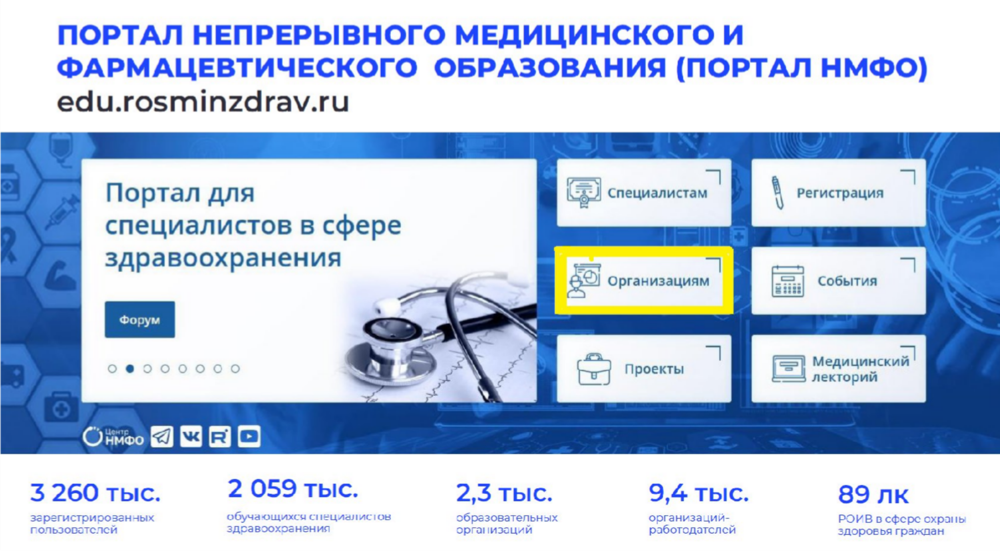 ПОРТАЛ НЕПРЕРЫВНОГО МЕДИЦИНСКОГО И
ФАРМАЦЕВТИЧЕСКОГО ОБРАЗОВАНИЯ (ПОРТАЛ НМФО)
edu.rosminzdrav.ru
Портал для
специалистов в сфере
здравоохранения
Форум
Специалистам
Регистрация
Организациям
События
Проекты
Медицинский
лекторий
Центр
НМФО
3 260 тыс.
зарегистрированных
пользователей
2 059 тыс.
обучающихся специалистов
здравоохранения
2,3 тыс.
образовательных
организаций
9,4 тыс.
организаций-
работодателей
89 лк
РОИВ в сфере охраны
здоровья граждан